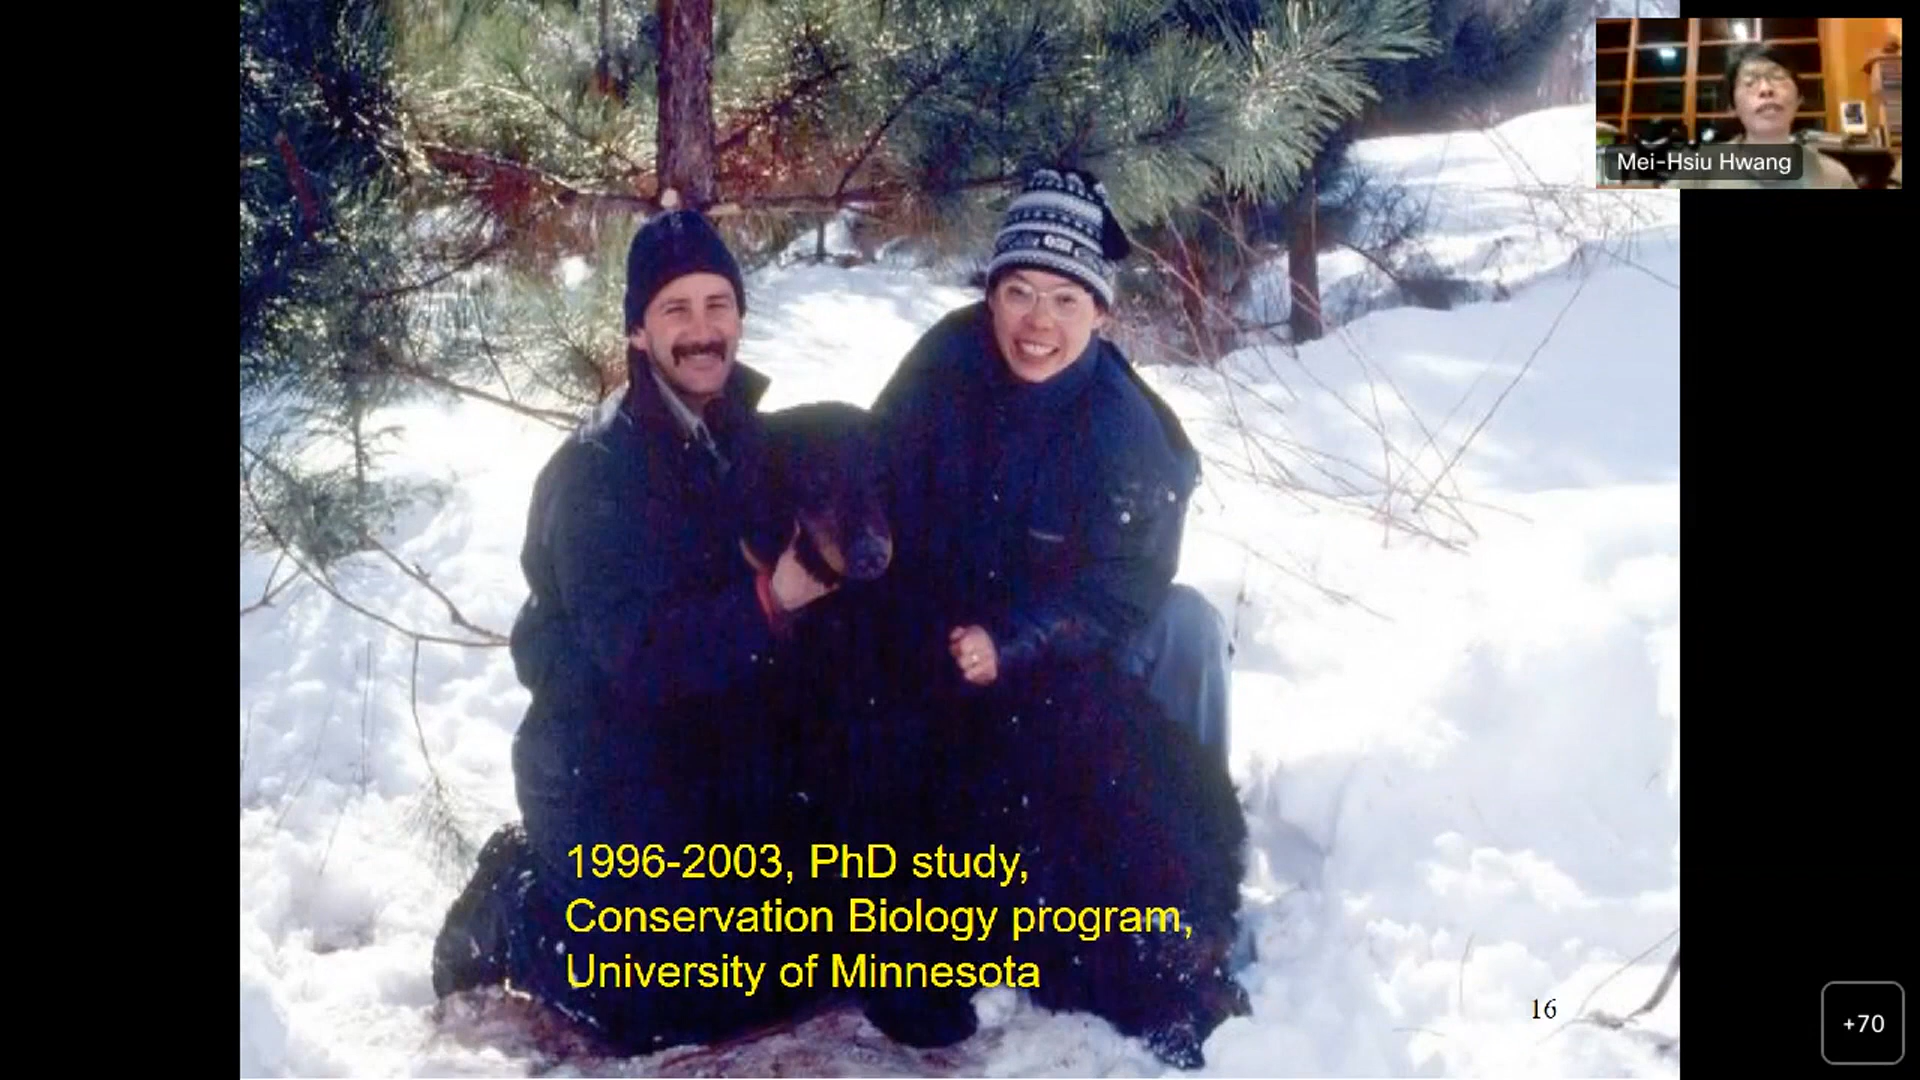 Mei-Hsiu Hwang
1996-2003, PhD study,
Conservation Biology program,
University of Minnesota
16
+70